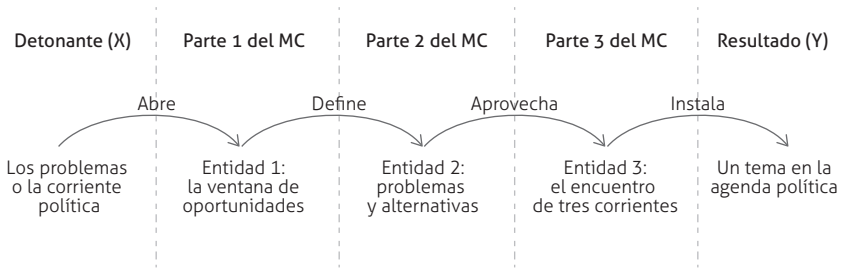 Detonante (X)
Parte 1 del MC
Parte 2 del MC
Parte 3 del MC
Resultado (Y)
Abre
Define
Aprovecha
Instala
Los problemas
o la corriente
política
Entidad 1:
la ventana de
oportunidades
Entidad 2:
problemas
y alternativas
Entidad 3:
el encuentro
de tres corrientes
Un tema en la
agenda política